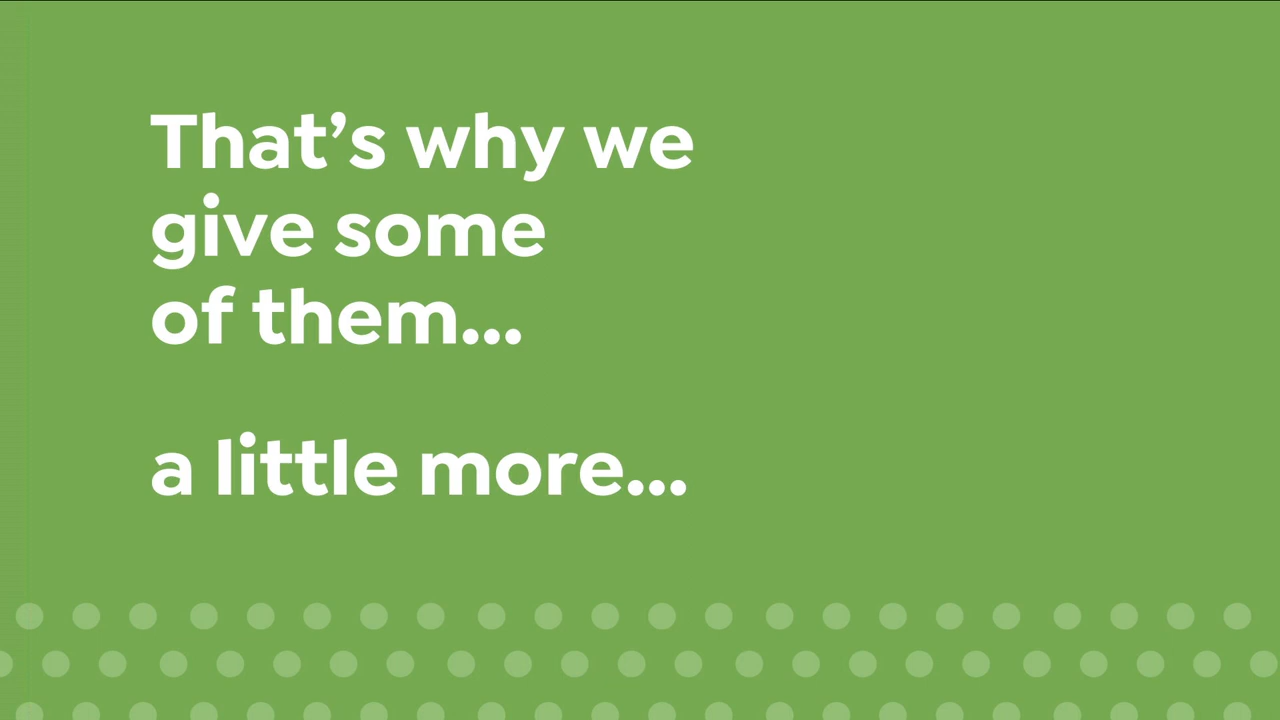 That’s why we
give some
of them...
a little more...